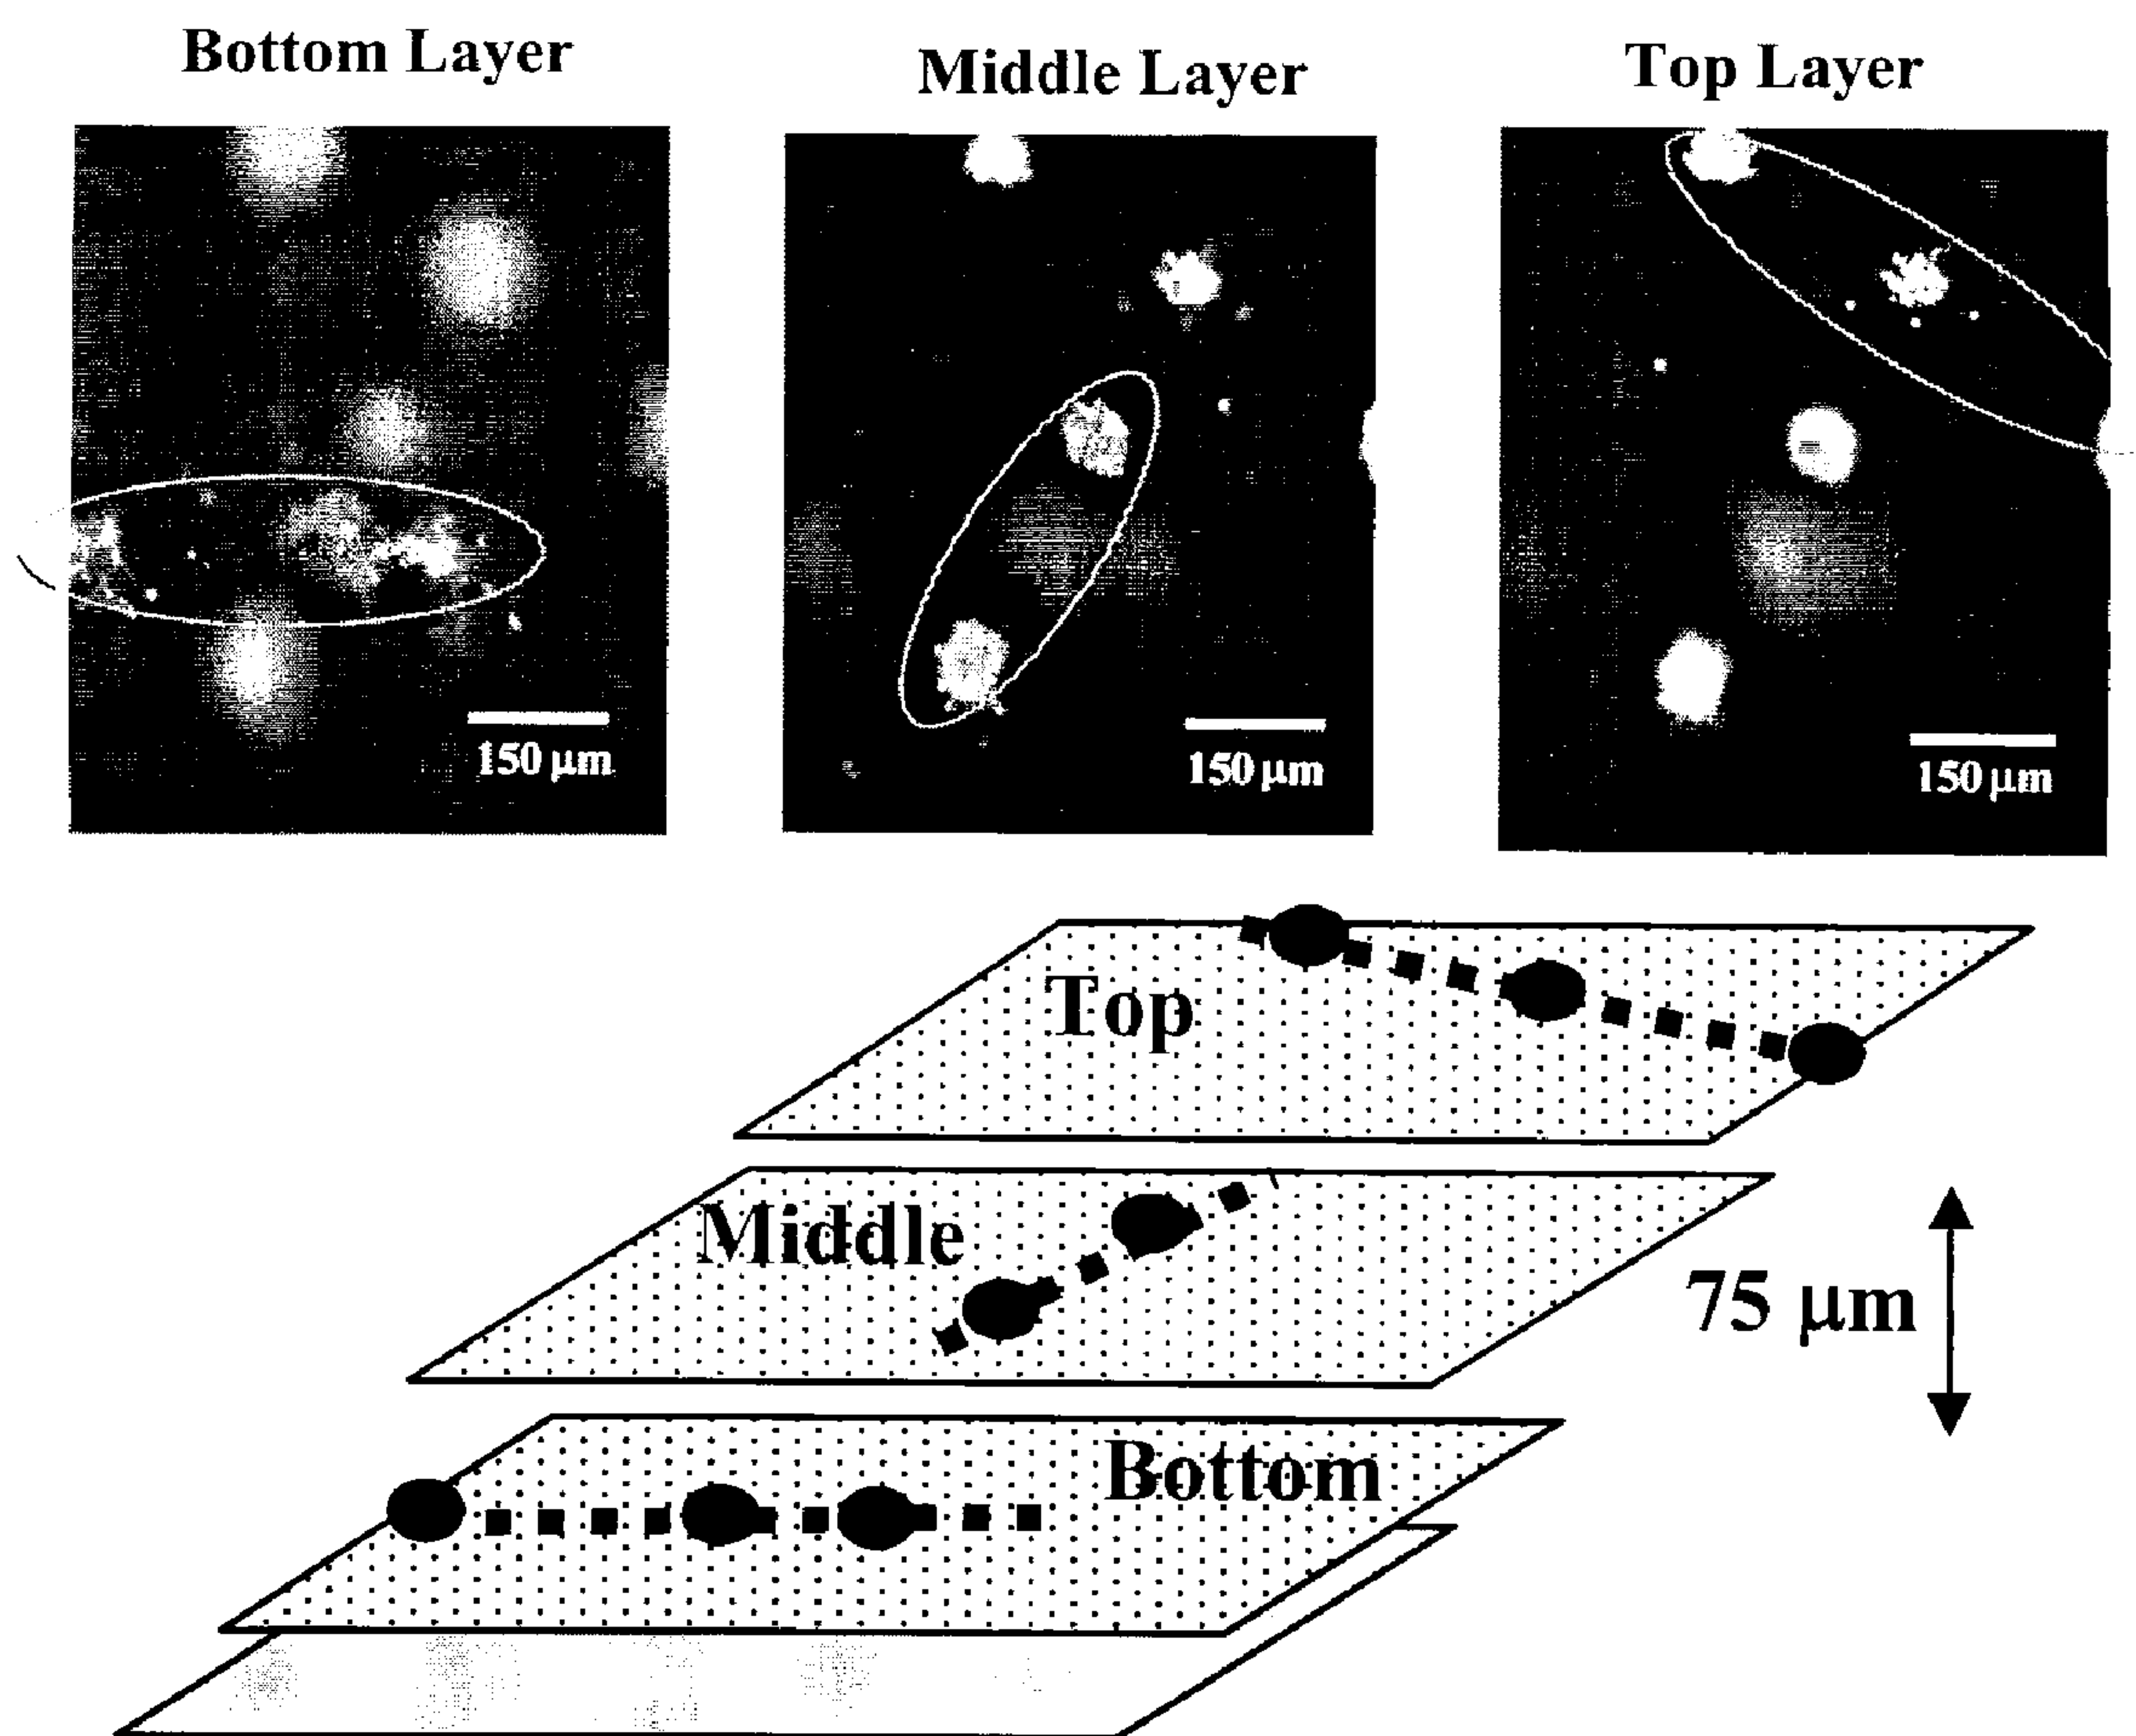 Bottom Layer
Middle Layer
Top Layer
150 µm
150 µm
150 µm
Top
Middle
75 µm
Bottom